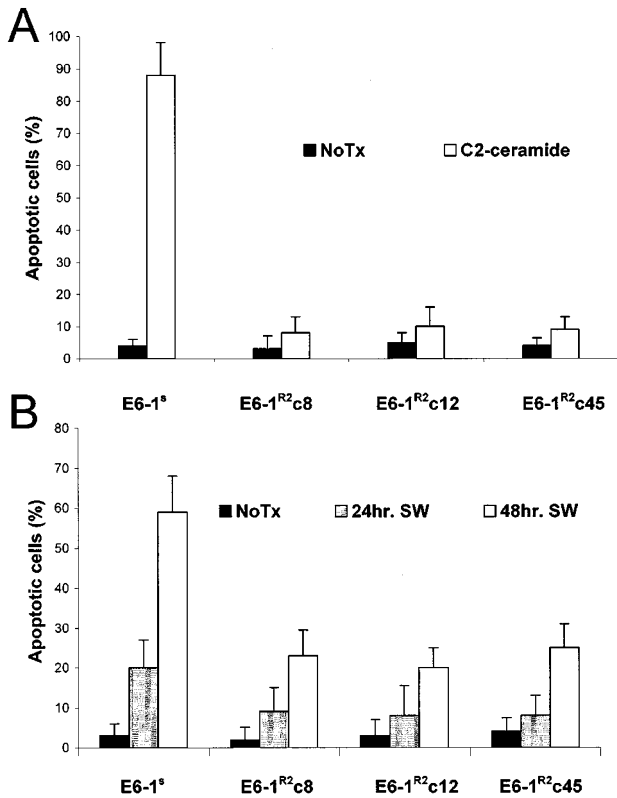 A
Apoptotic cells (%)
100
90
80
70
60
50
40
30
20
10
0
NoTx
C2-ceramide
E6-1ˢ
E6-1ᴿ²c8
E6-1ᴿ²c12
E6-1ᴿ²c45
B
Apoptotic cells (%)
80
70
60
50
40
30
20
10
0
NoTx
24hr. SW
48hr. SW
E6-1ˢ
E6-1ᴿ²c8
E6-1ᴿ²c12
E6-1ᴿ²c45